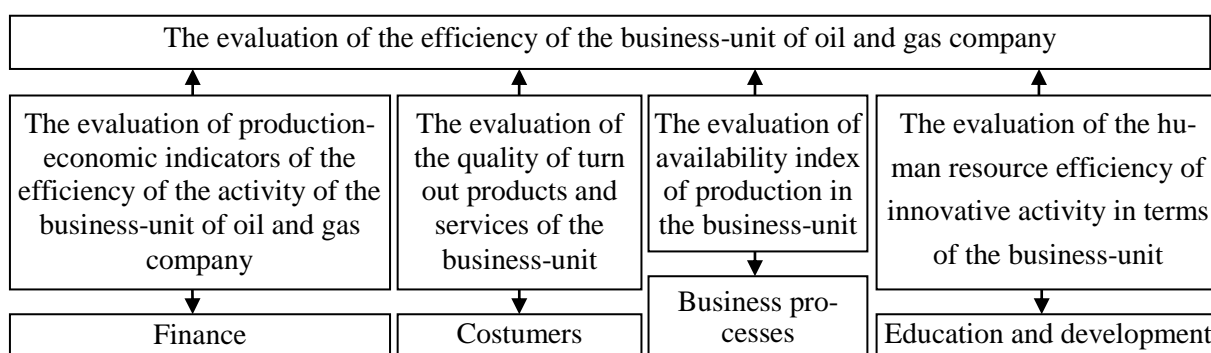 The evaluation of the efficiency of the business-unit of oil and gas company
The evaluation of production-
economic indicators of the
efficiency of the activity of the
business-unit of oil and gas
company
The evaluation of
the quality of turn
out products and
services of the
business-unit
The evaluation of
availability index
of production in
the business-unit
The evaluation of the hu-
man resource efficiency of
innovative activity in terms
of the business-unit
Finance
Costumers
Business pro-
cesses
Education and development